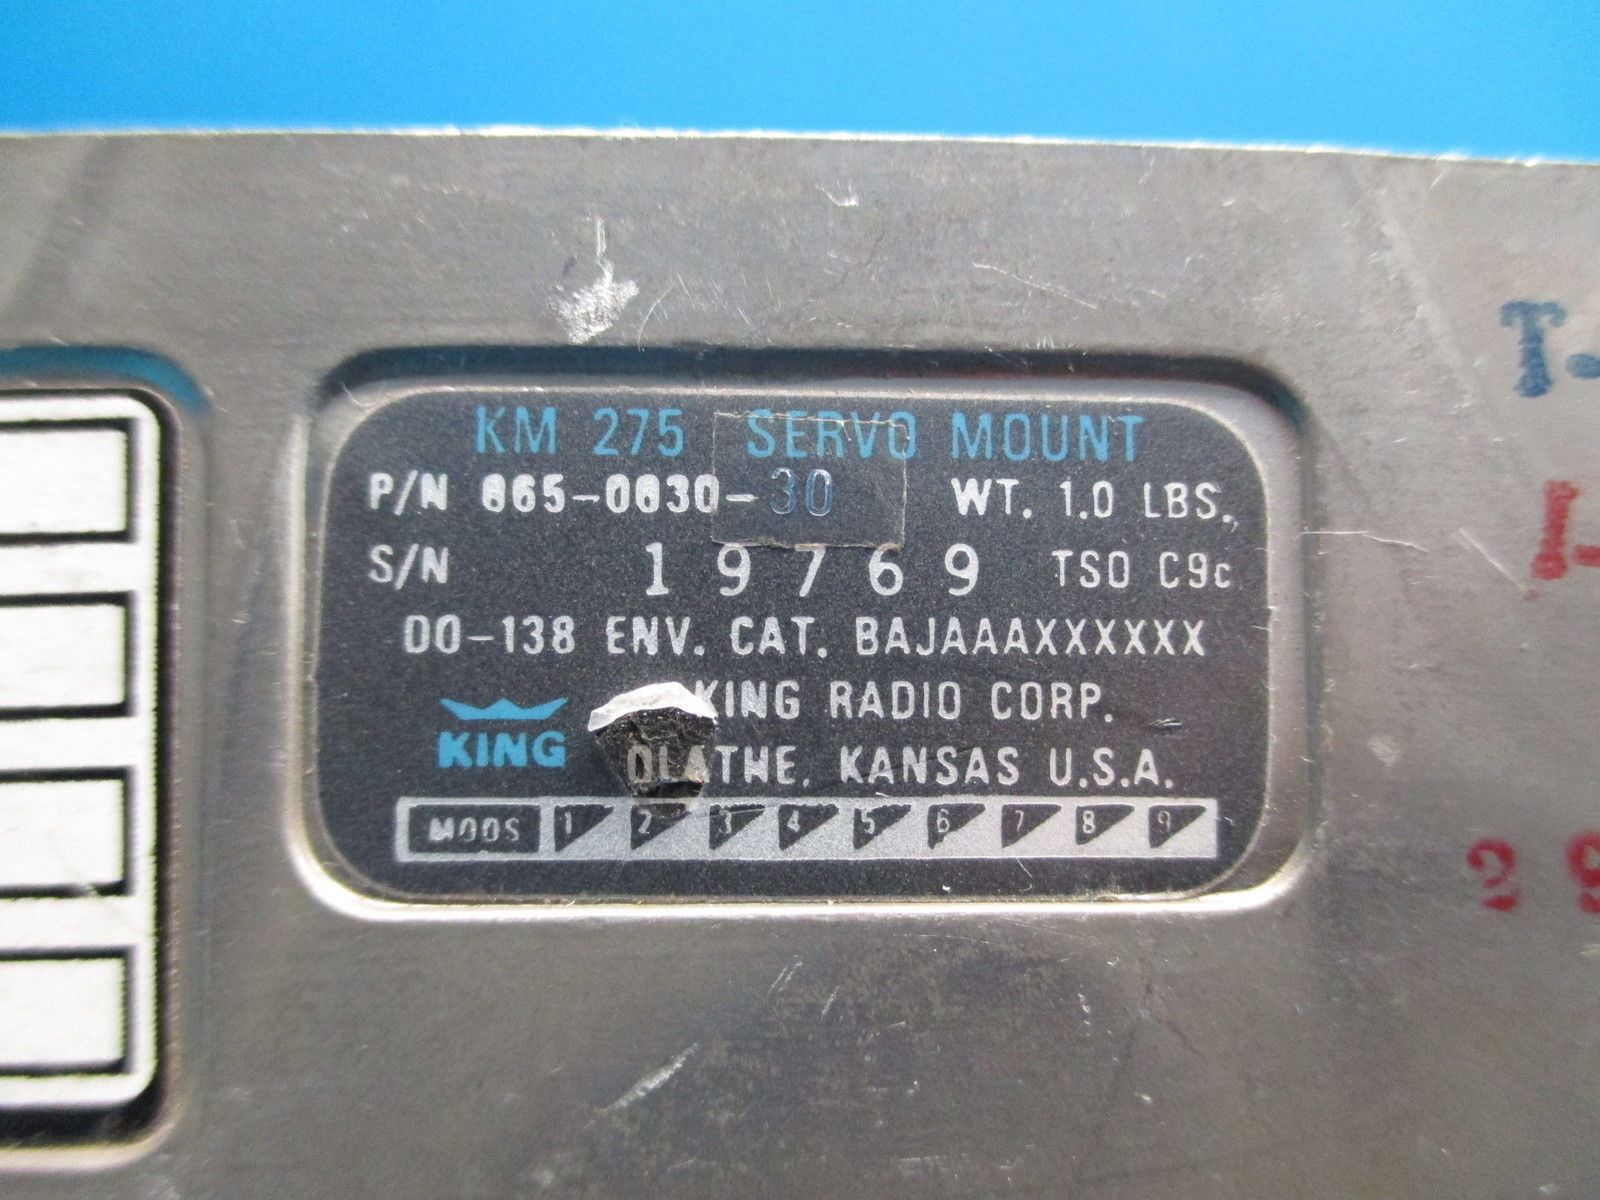 KM 275 SERVO MOUNT
P/N 065-0030-30 WT. 1.0 LBS.
S/N 19769 TSO C9c
DO-138 ENV. CAT. BAJAAAXXXXXX
KING KING RADIO CORP.
OLATHE, KANSAS U.S.A.
MODS 1 2 3 4 5 6 7 8 9